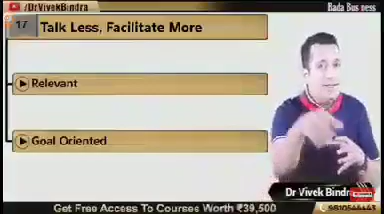 /DrVivekBindra
Bada Business
17
Talk Less, Facilitate More
Relevant
Goal Oriented
Dr Vivek Bindra
Get Free Access To Courses Worth ₹39,500